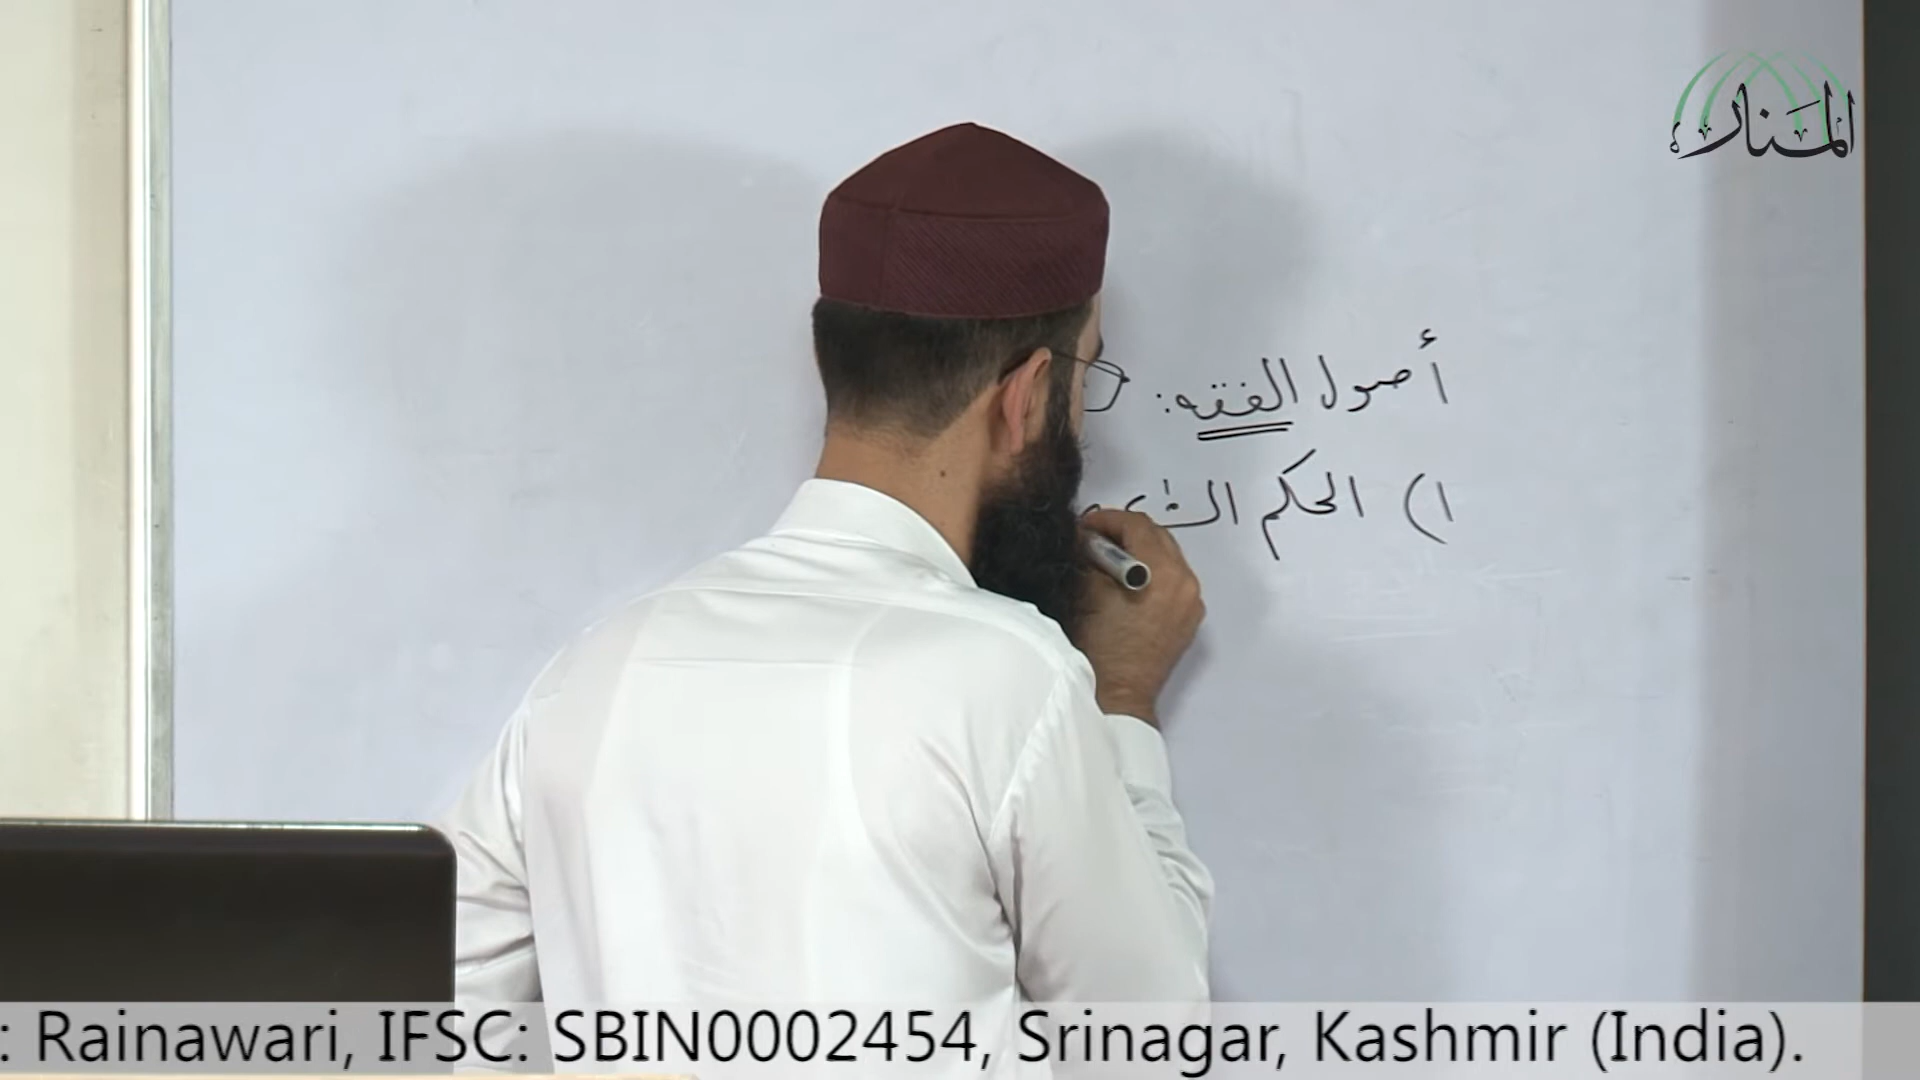 المنار
أصول الفقه:
١) الحكم
: Rainawari, IFSC: SBIN0002454, Srinagar, Kashmir (India).